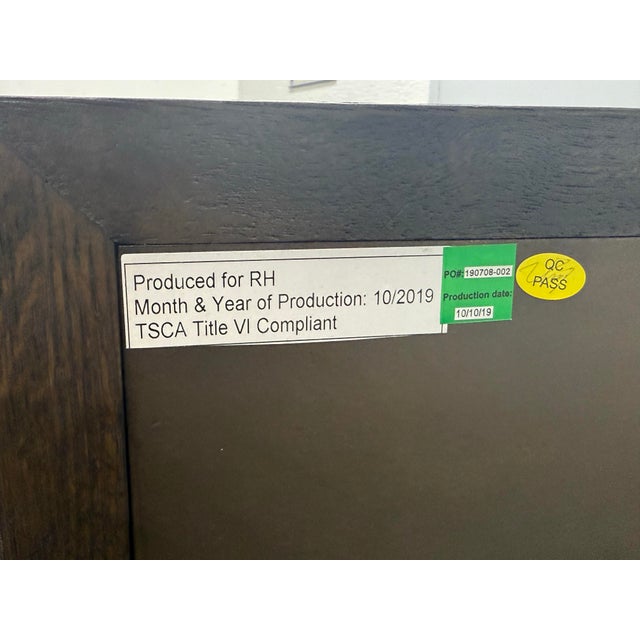 Produced for RH
Month & Year of Production: 10/2019
TSCA Title VI Compliant
PO#: 190708-002
Production date:
10/10/19
QC
PASS